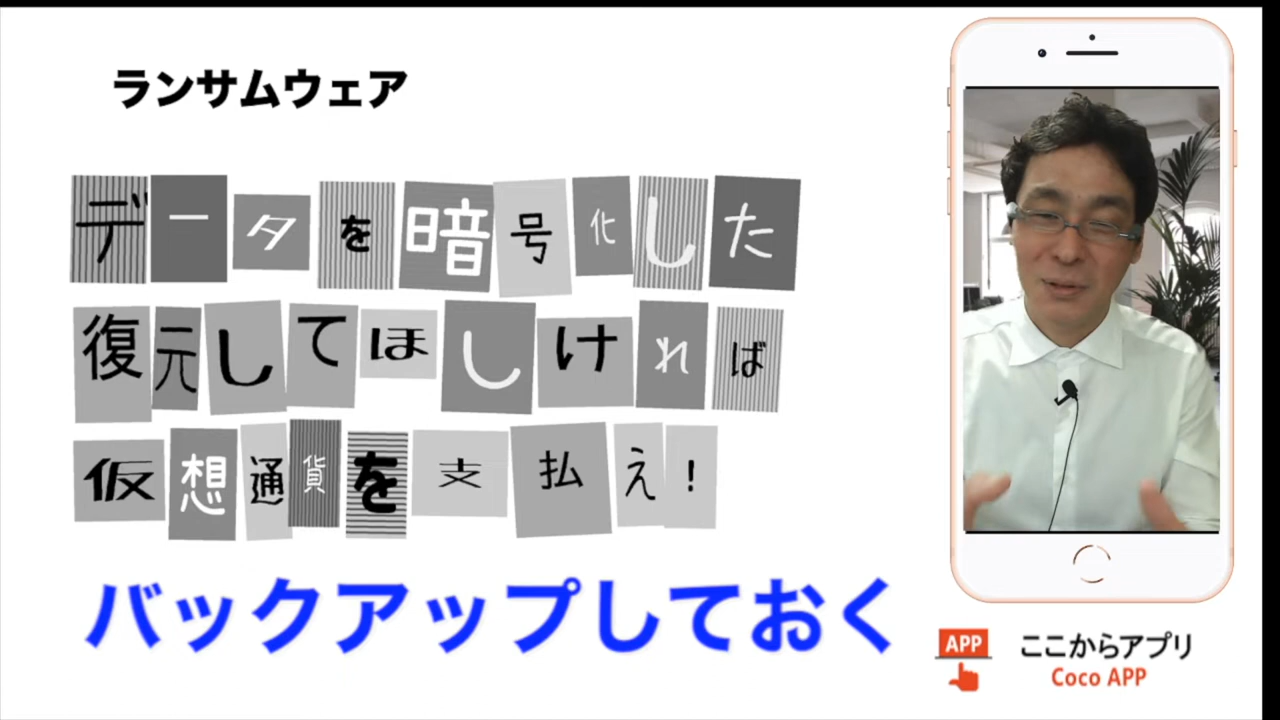 ランサムウェア
データを暗号化した
復元してほしければ
仮想通貨を支払え!
バックアップしておく
APP
ここからアプリ
Coco APP